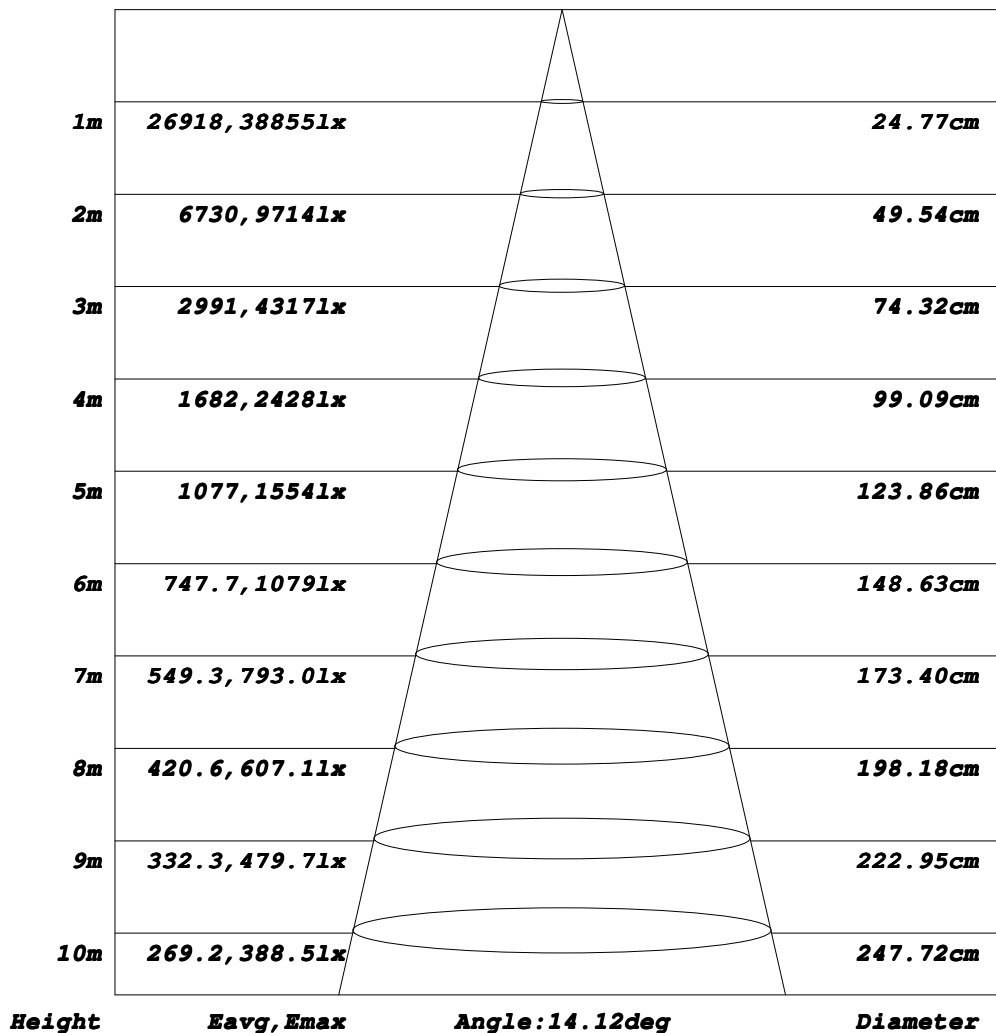 1m 26918,38855lx 24.77cm
2m 6730,9714lx 49.54cm
3m 2991,4317lx 74.32cm
4m 1682,2428lx 99.09cm
5m 1077,1554lx 123.86cm
6m 747.7,1079lx 148.63cm
7m 549.3,793.0lx 173.40cm
8m 420.6,607.1lx 198.18cm
9m 332.3,479.7lx 222.95cm
10m 269.2,388.5lx 247.72cm
Height Eavg,Emax Angle:14.12deg Diameter